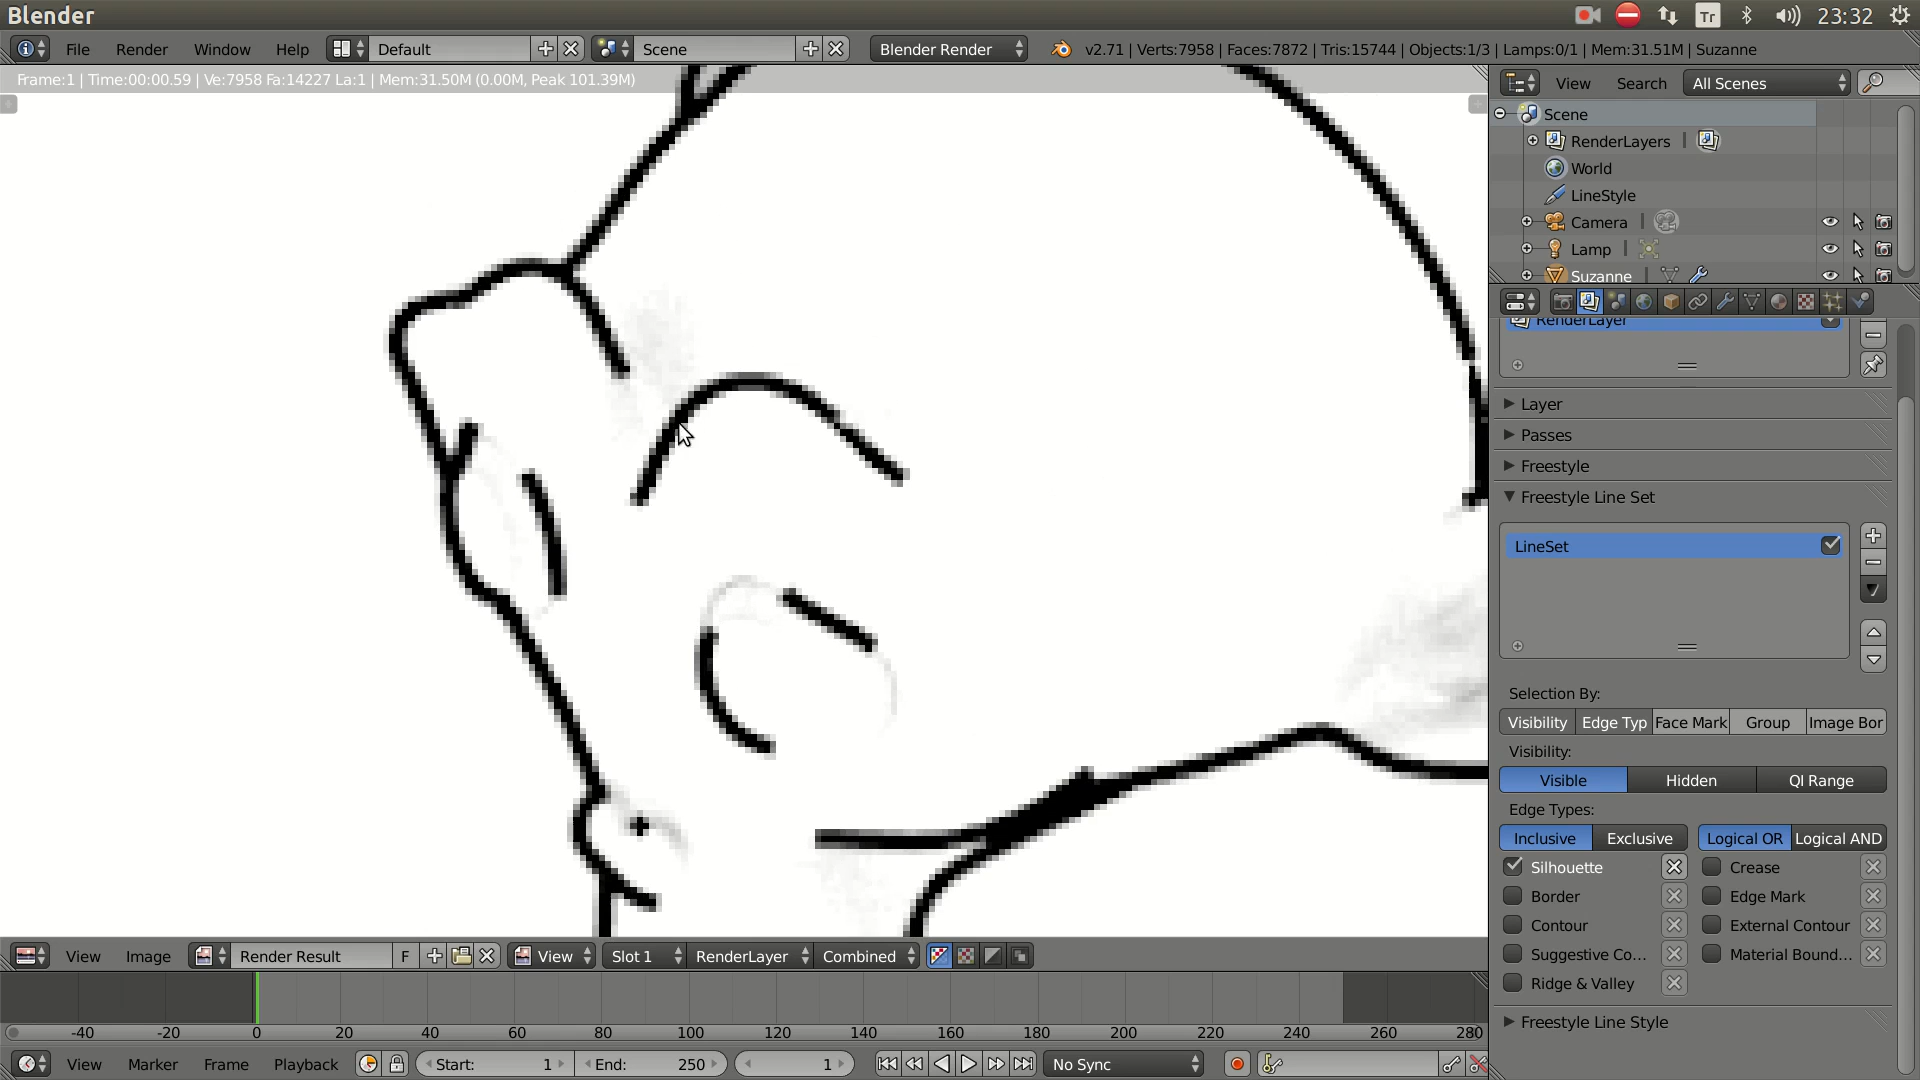 Blender
Tr 23:32
File Render Window Help Default Scene Blender Render v2.71 | Verts:7958 | Faces:7872 | Tris:15744 | Objects:1/3 | Lamps:0/1 | Mem:31.51M | Suzanne
Frame:1 | Time:00:00.59 | Ve:7958 Fa:14227 La:1 | Mem:31.50M (0.00M, Peak 101.39M)
View Search All Scenes
Scene
RenderLayers
World
LineStyle
Camera
Lamp
Suzanne
RenderLayer
Layer
Passes
Freestyle
Freestyle Line Set
LineSet
Selection By:
Visibility Edge Typ Face Mark Group Image Bor
Visibility:
Visible Hidden QI Range
Edge Types:
Inclusive Exclusive Logical OR Logical AND
Silhouette Crease
Border Edge Mark
Contour External Contour
Suggestive Co... Material Bound...
Ridge & Valley
Freestyle Line Style
View Image Render Result F View Slot 1 RenderLayer Combined
-40 -20 0 20 40 60 80 100 120 140 160 180 200 220 240 260 280
View Marker Frame Playback Start: 1 End: 250 1 No Sync